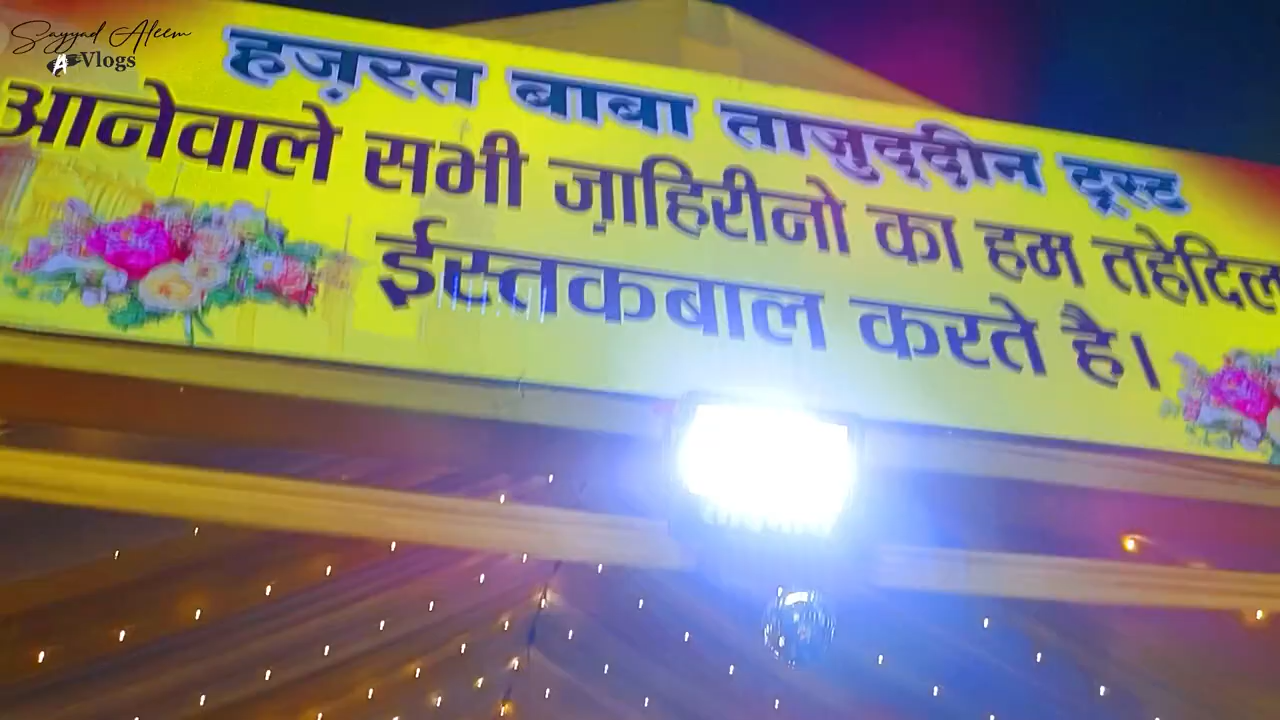 Sayyad Aleem
A Vlogs
हज़रत बाबा ताजुद्दीन ट्रस्ट
आनेवाले सभी ज़ाहिरीनो का हम तहेदिल
ईस्तकबाल करते है।